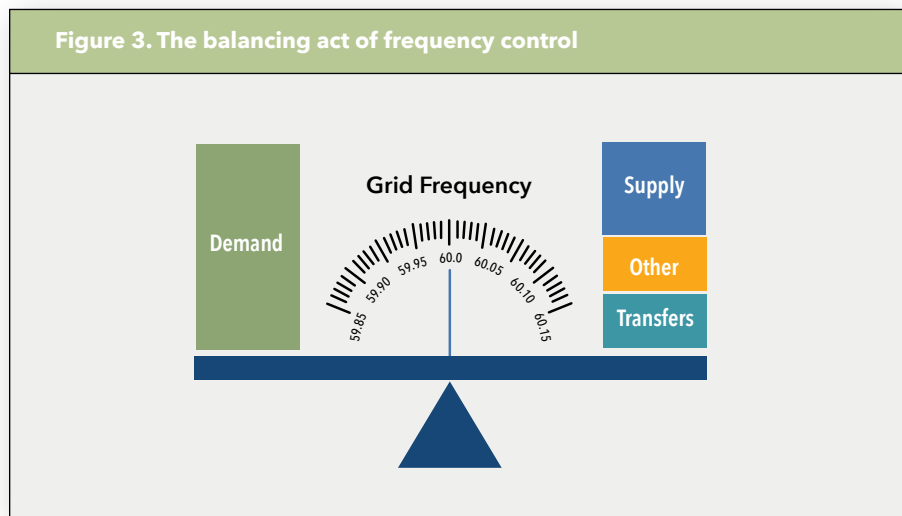 Figure 3. The balancing act of frequency control
Grid Frequency
Demand
59.85
59.90
59.95
60.0
60.05
60.10
60.15
Supply
Other
Transfers